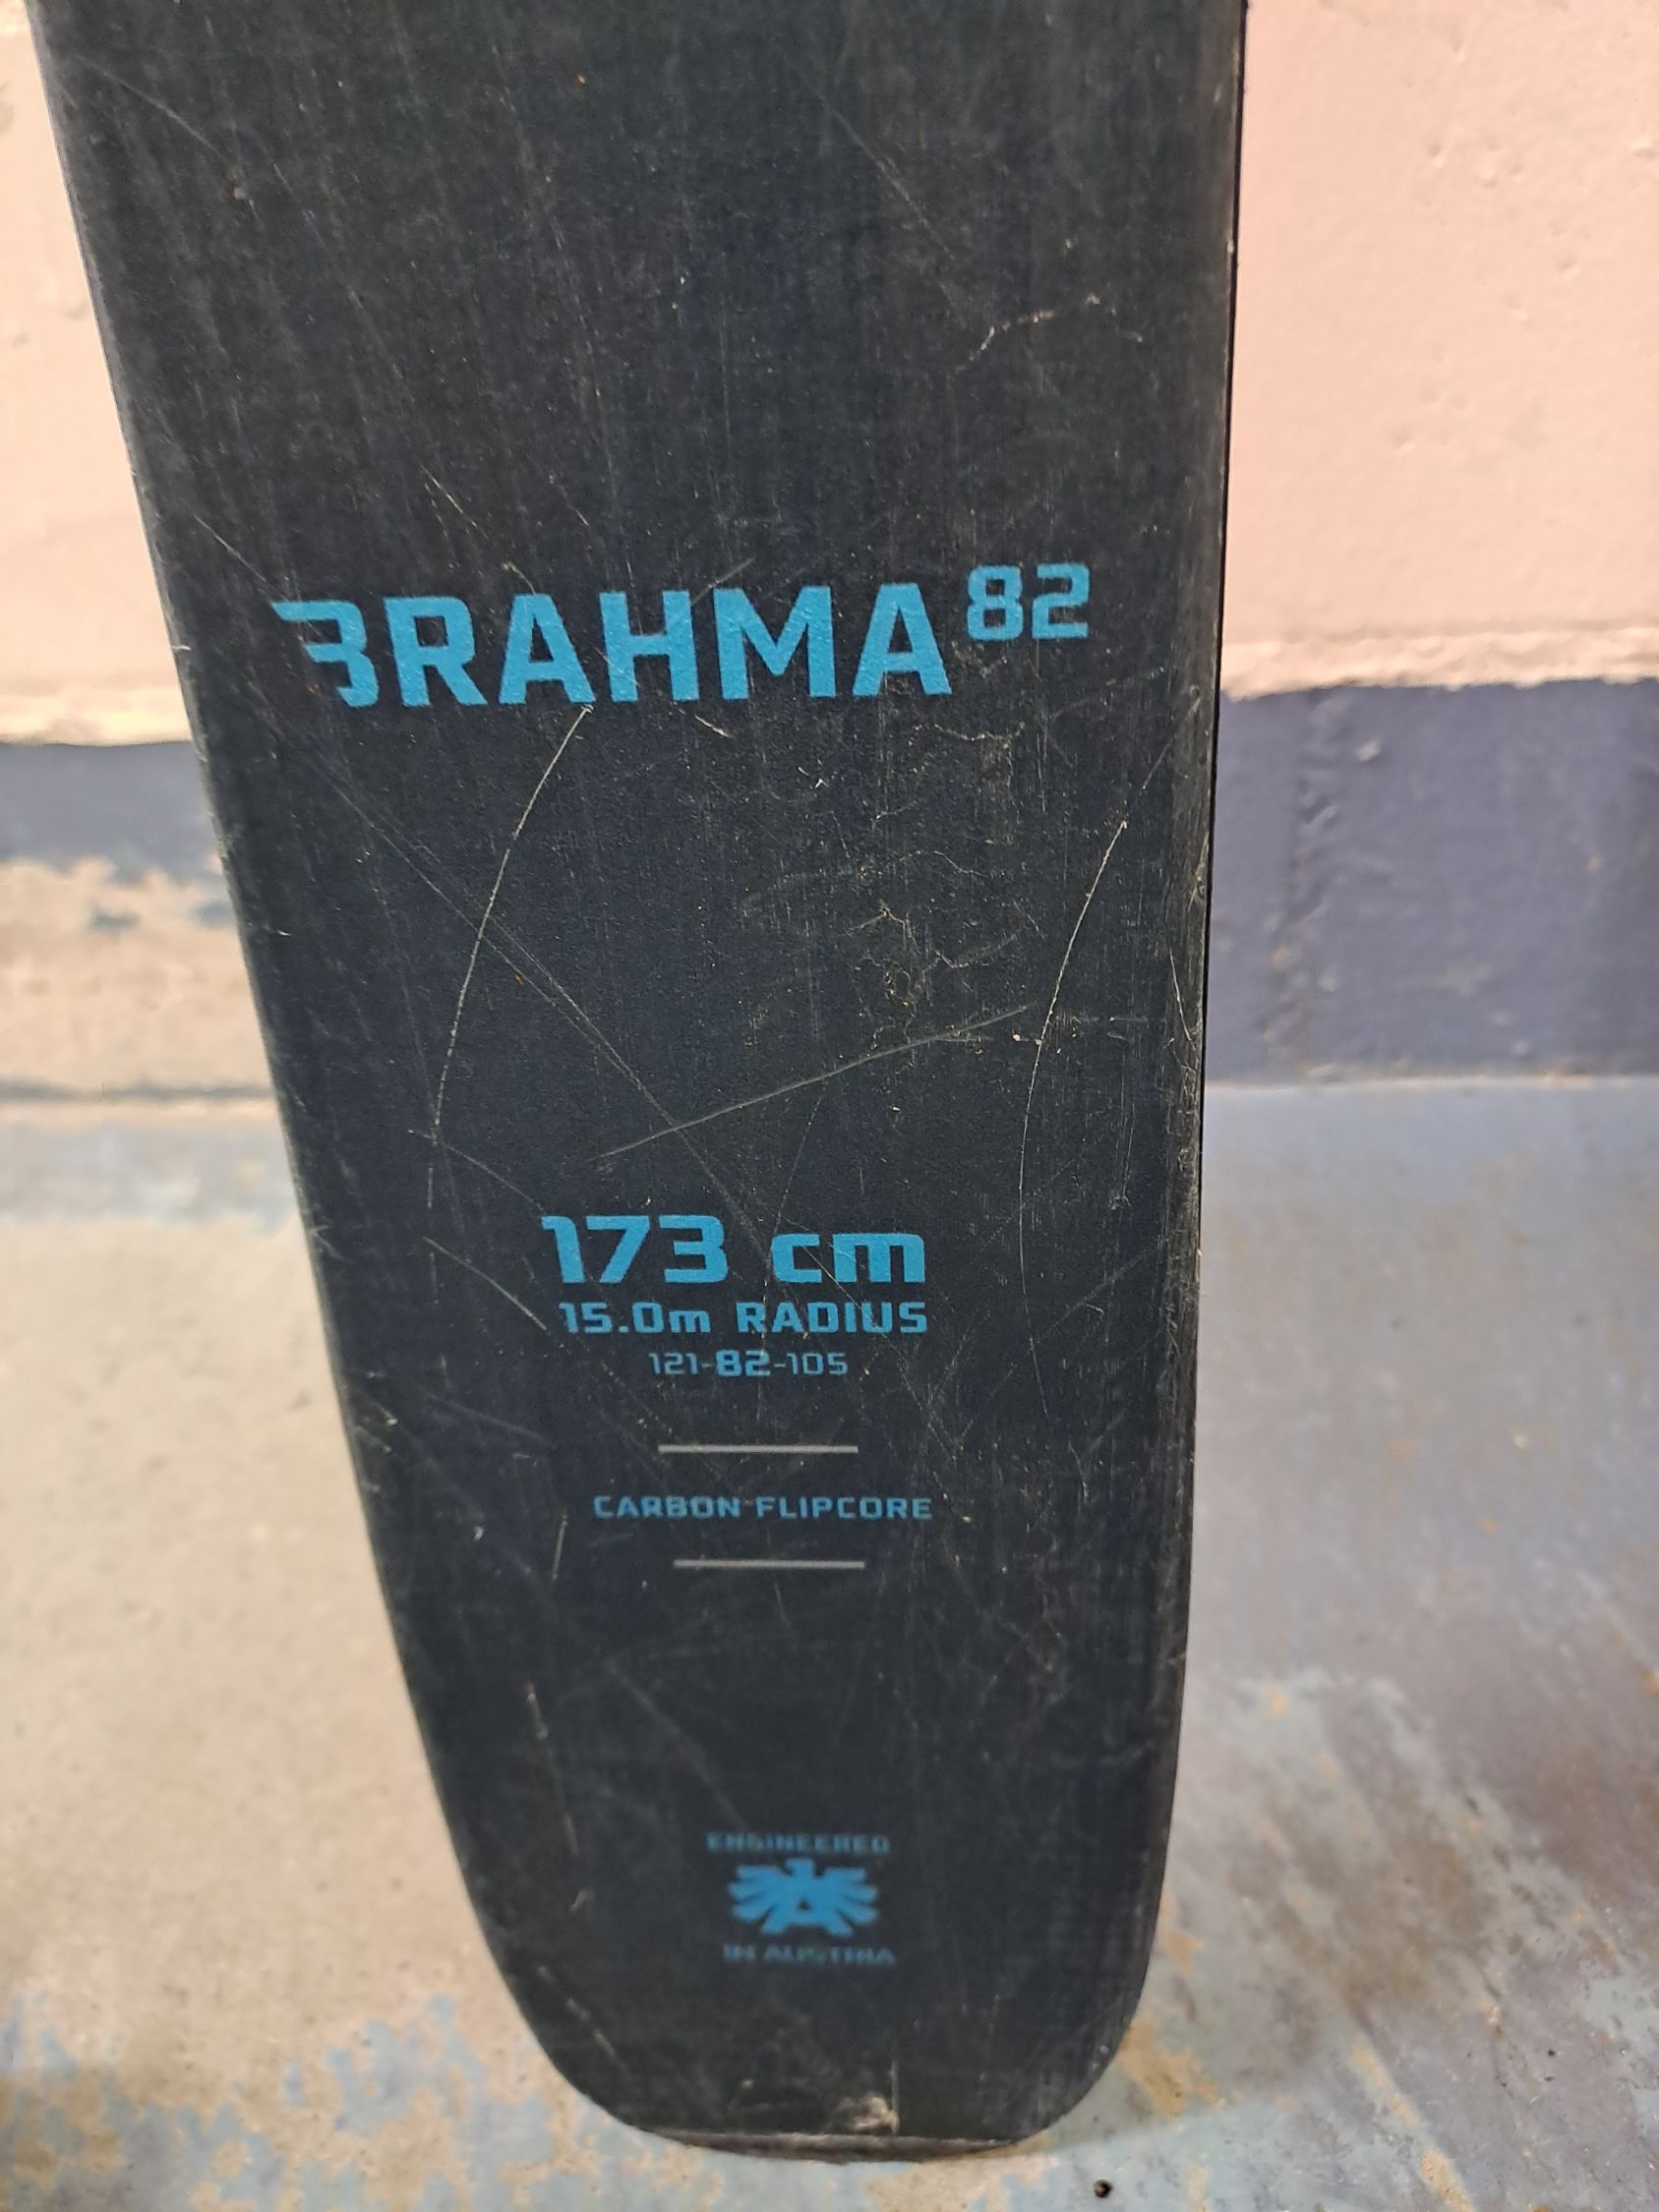 BRAHMA 82
173 cm
15.0m RADIUS
121-82-105
CARBON FLIPCORE
ENGINEERED
IN AUSTRIA